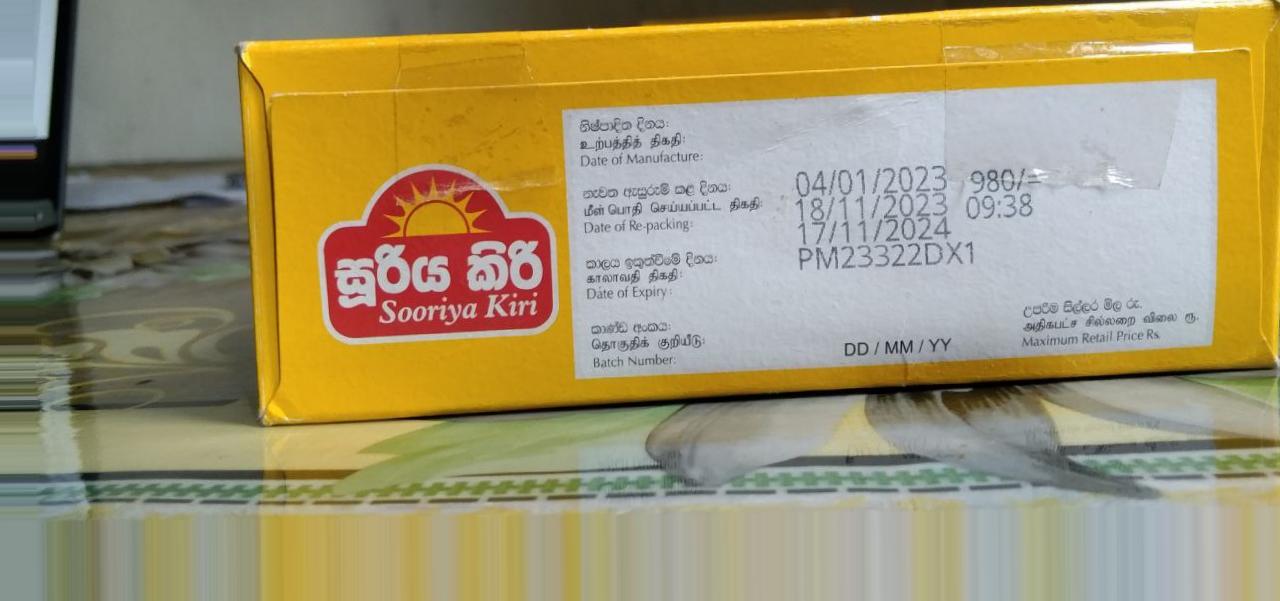 සූරිය කිරි
Sooriya Kiri
නිෂ්පාදිත දිනය:
உற்பத்தித் திகதி:
Date of Manufacture:
නැවත ඇසුරුම් කළ දිනය:
மீள் பொதி செய்யப்பட்ட திகதி:
Date of Re-packing:
කාලය ඉකුත්වීමේ දිනය:
காலாவதி திகதி:
Date of Expiry:
කාණ්ඩ අංකය:
தொகுதிக் குறியீடு:
Batch Number:
04/01/2023 980/=
18/11/2023 09:38
17/11/2024
PM23322DX1
DD / MM / YY
උපරිම සිල්ලර මිල රු.
அதிகபட்ச சில்லறை விலை ரூ.
Maximum Retail Price Rs.